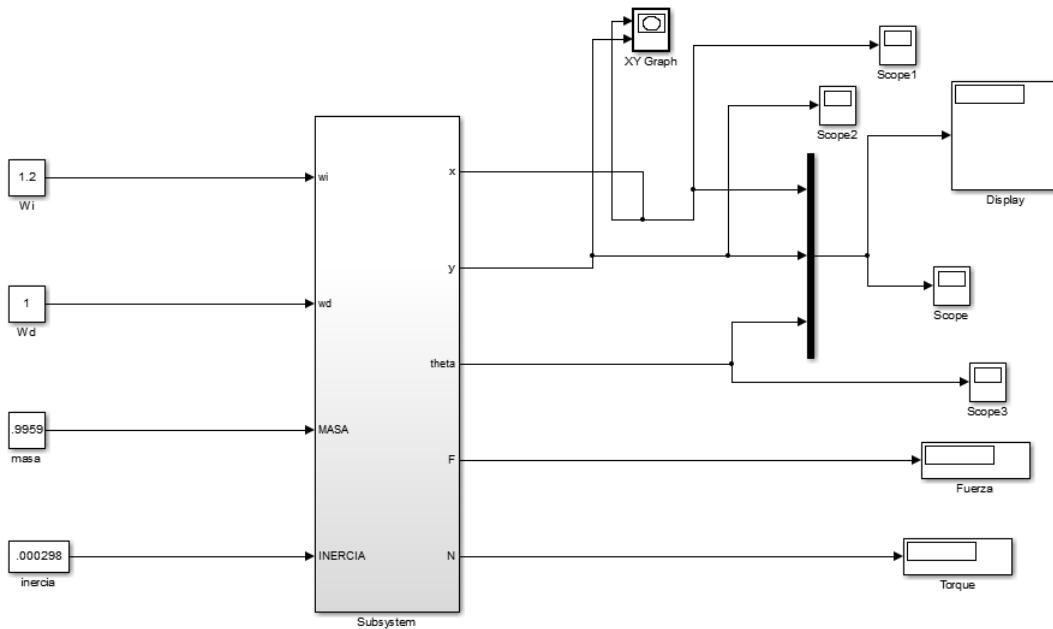 XY Graph
Scope1
Scope2
Display
1.2
Wi
wi
x
y
Scope
1
Wd
wd
theta
Scope3
.9959
masa
MASA
F
Fuerza
.000298
inercia
INERCIA
N
Torque
Subsystem